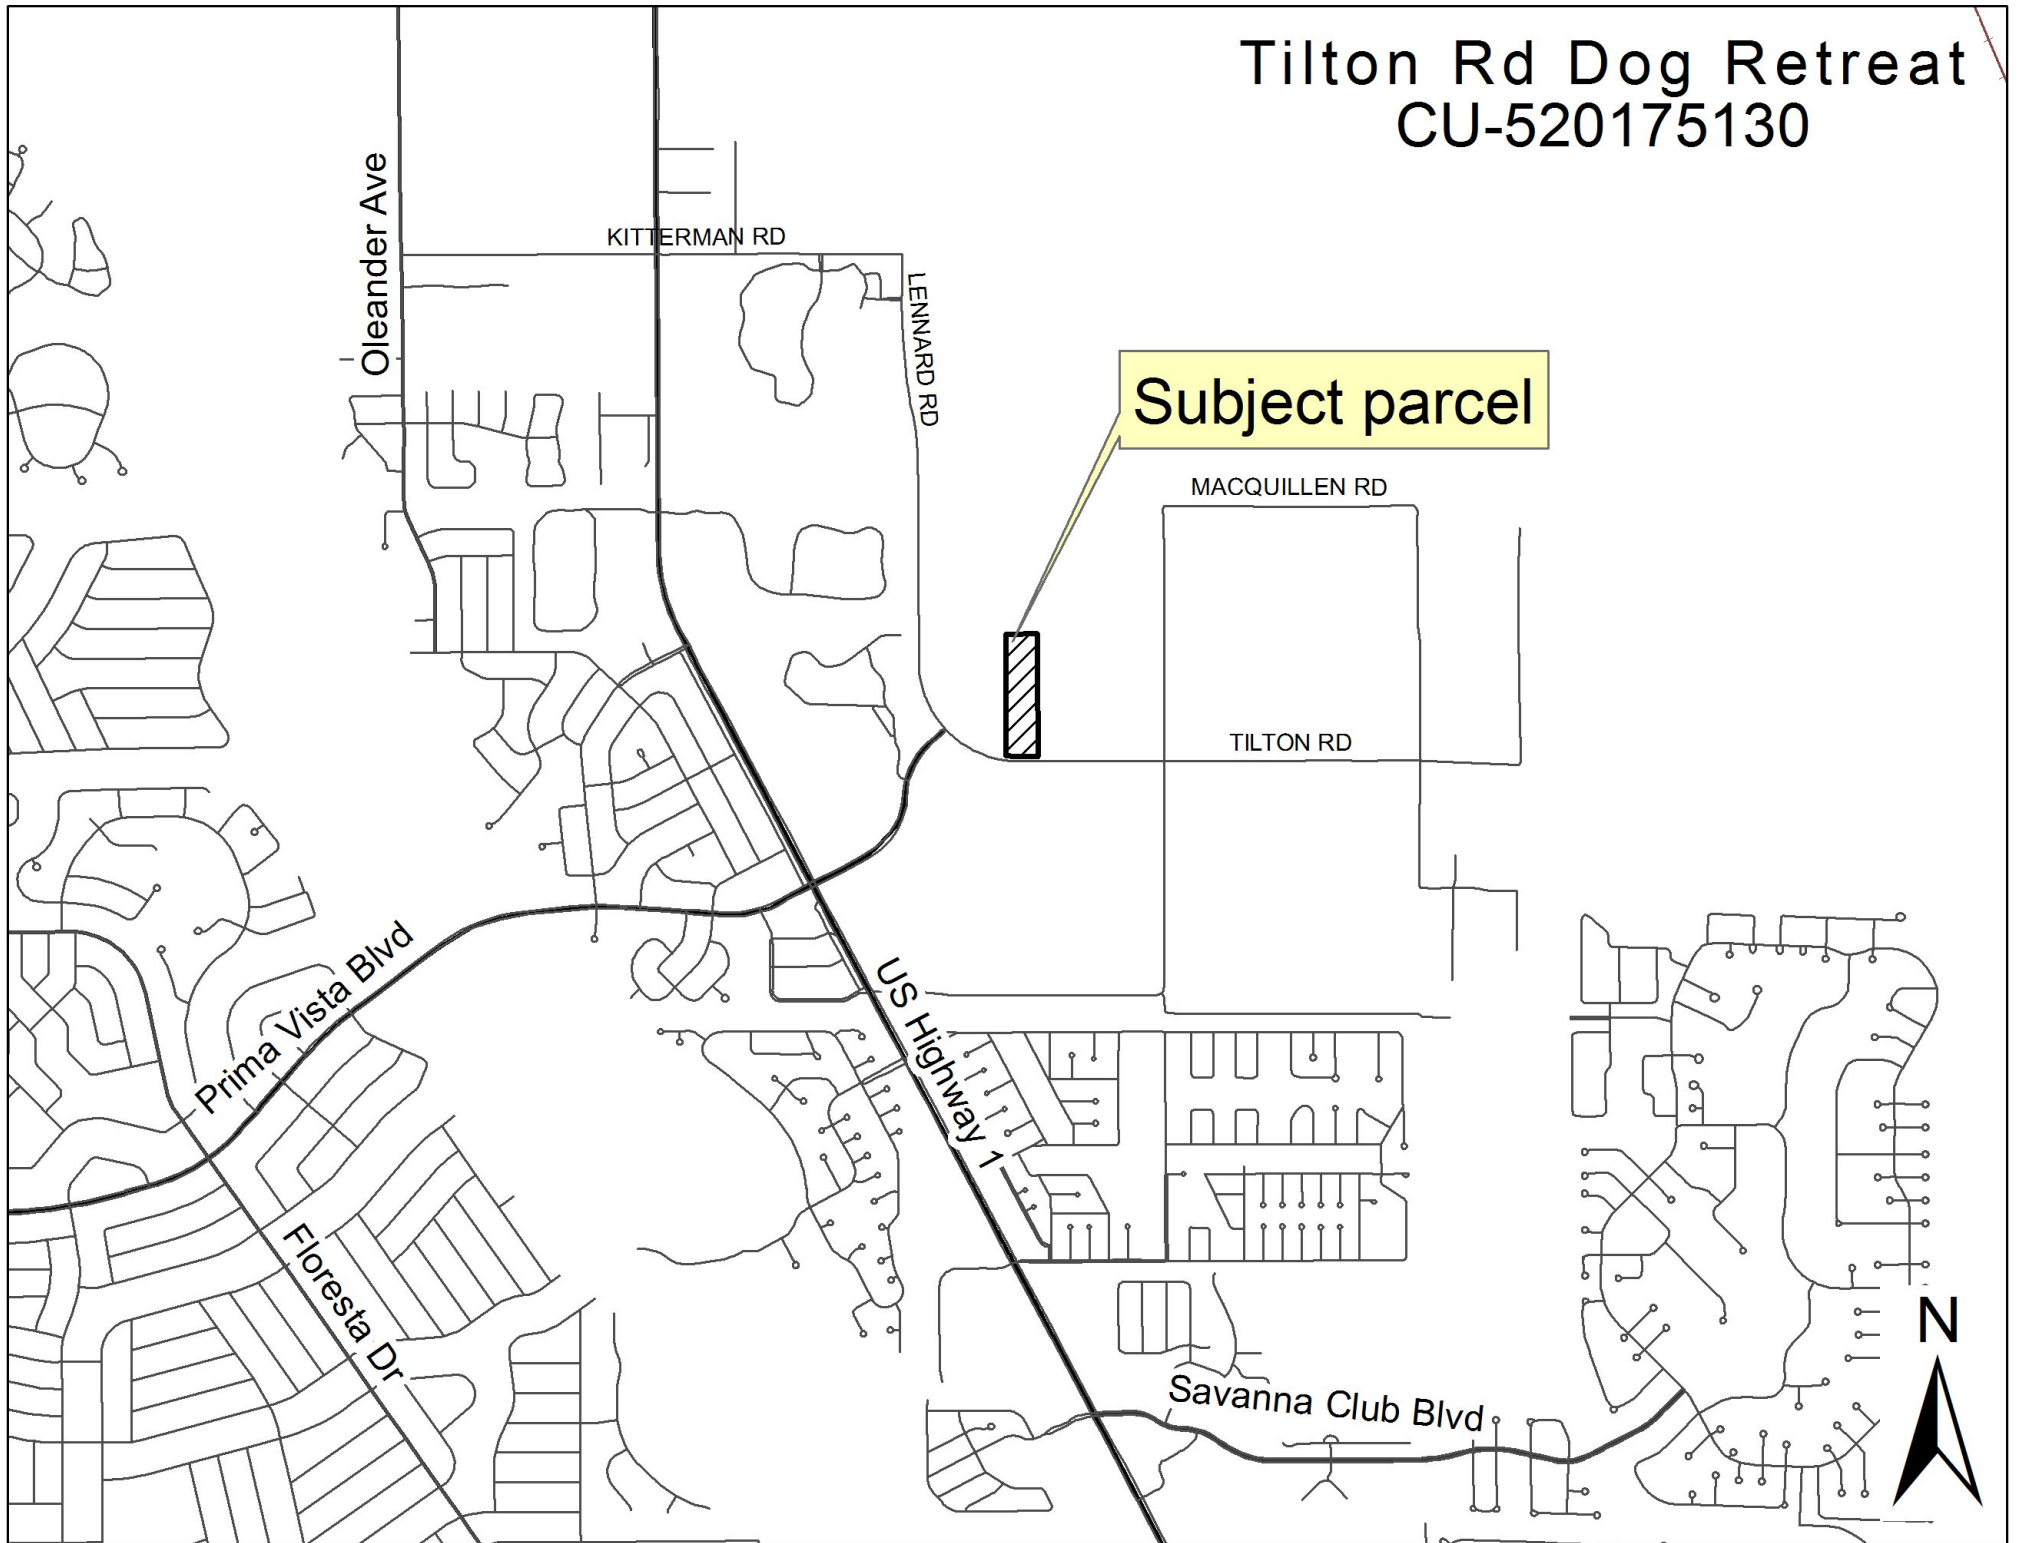 Tilton Rd Dog Retreat
CU-520175130
Oleander Ave
KITTERMAN RD
LENNARD RD
Subject parcel
MACQUILLEN RD
TILTON RD
Prima Vista Blvd
US Highway 1
Floresta Dr
Savanna Club Blvd
N